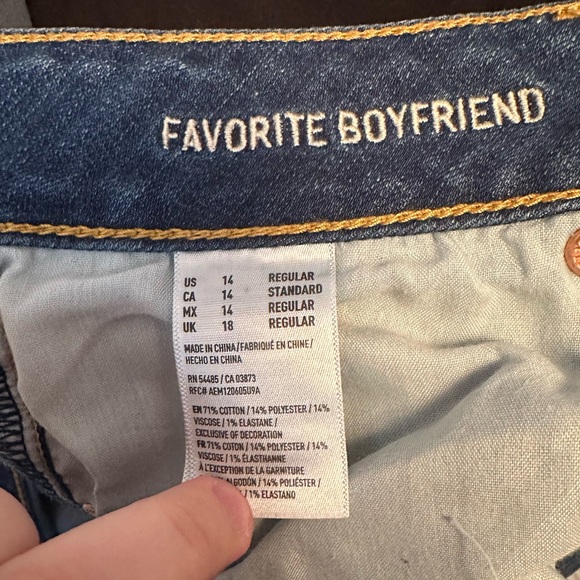 FAVORITE BOYFRIEND
US 14 REGULAR
CA 14 STANDARD
MX 14 REGULAR
UK 18 REGULAR
MADE IN CHINA/FABRIQUÉ EN CHINE/
HECHO EN CHINA
RN 54485 / CA 03873
RFC# AEM120605U9A
EN 71% COTTON / 14% POLYESTER / 14%
VISCOSE / 1% ELASTANE /
EXCLUSIVE OF DECORATION
FR 71% COTON / 14% POLYESTER / 14%
VISCOSE / 1% ÉLASTHANNE
À L'EXCEPTION DE LA GARNITURE
ALGODÓN / 14% POLIÉSTER /
/ 1% ELASTANO